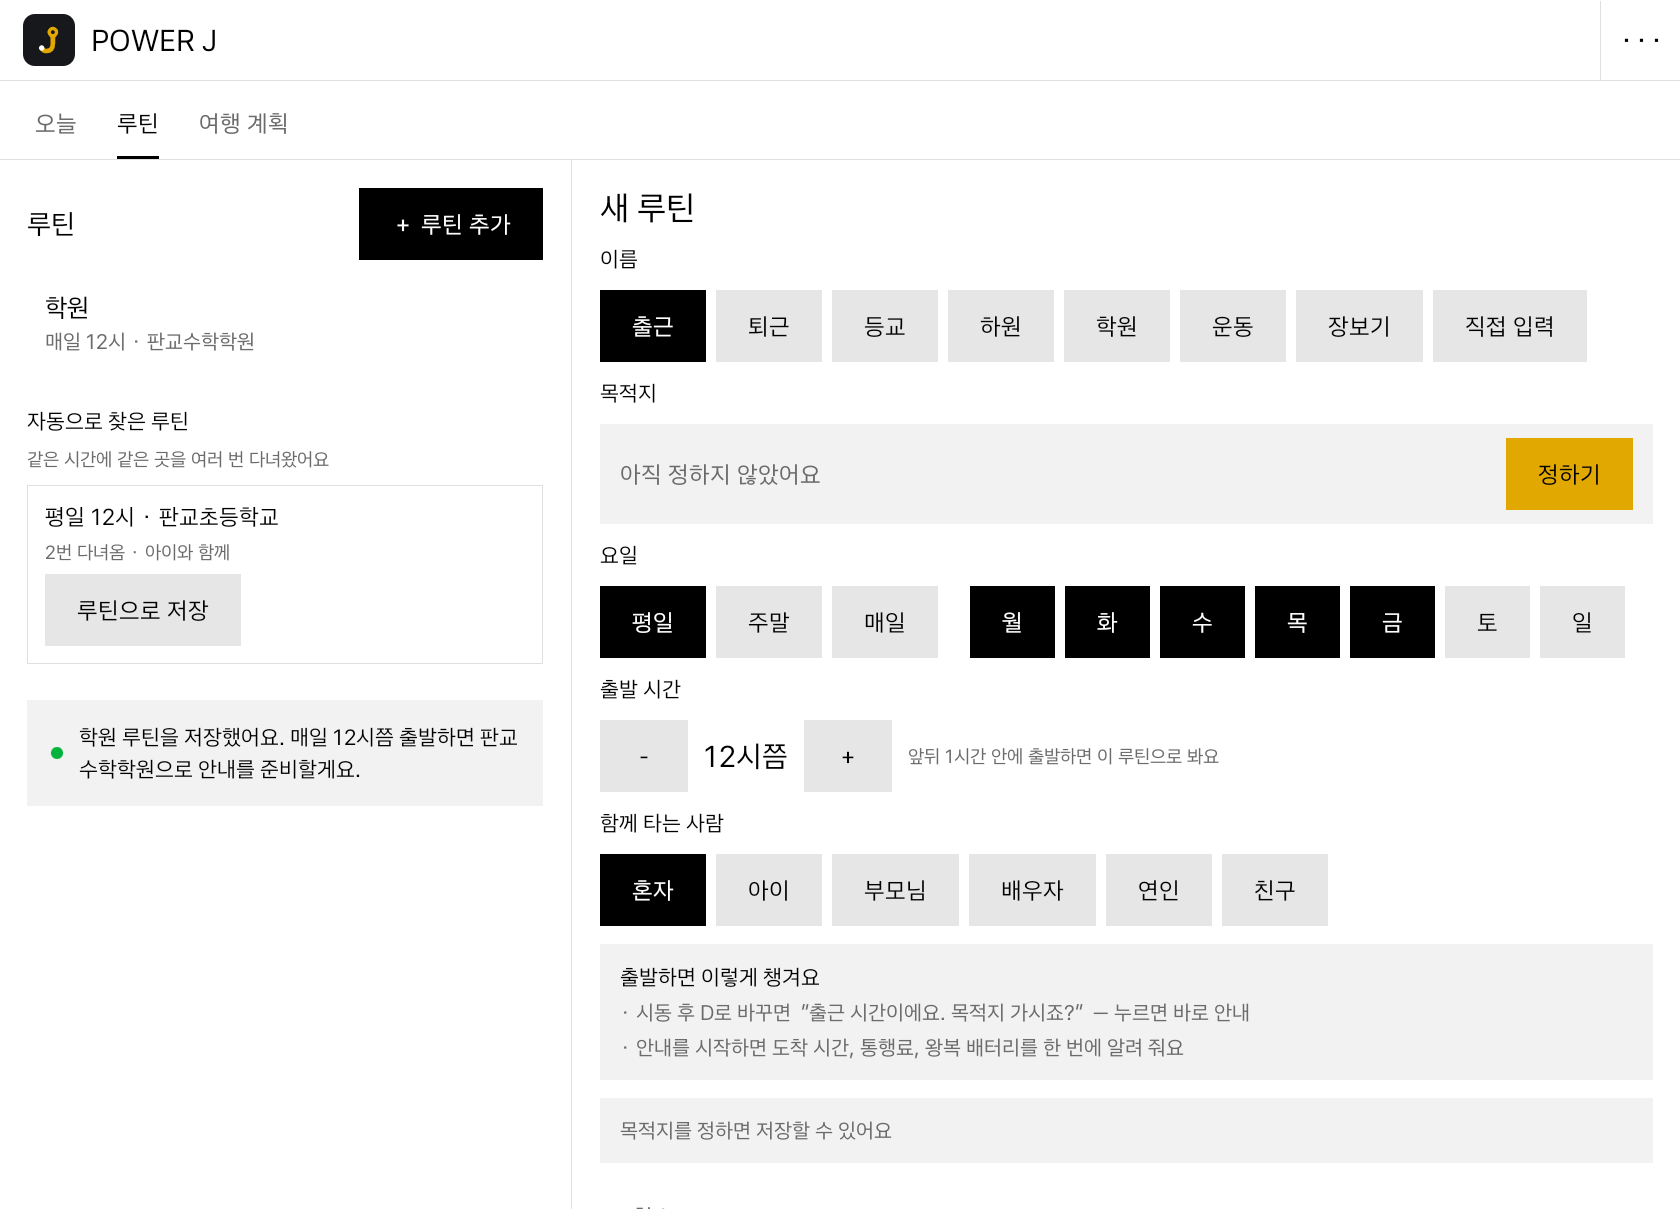 POWER J
· · ·
오늘
루틴
여행 계획
루틴
+ 루틴 추가
학원
매일 12시 · 판교수학학원
자동으로 찾은 루틴
같은 시간에 같은 곳을 여러 번 다녀왔어요
평일 12시 · 판교초등학교
2번 다녀옴 · 아이와 함께
루틴으로 저장
학원 루틴을 저장했어요. 매일 12시쯤 출발하면 판교
수학학원으로 안내를 준비할게요.
새 루틴
이름
출근
퇴근
등교
하원
학원
운동
장보기
직접 입력
목적지
아직 정하지 않았어요
정하기
요일
평일
주말
매일
월
화
수
목
금
토
일
출발 시간
-
12시쯤
+
앞뒤 1시간 안에 출발하면 이 루틴으로 봐요
함께 타는 사람
혼자
아이
부모님
배우자
연인
친구
출발하면 이렇게 챙겨요
· 시동 후 D로 바꾸면 “출근 시간이에요. 목적지 가시죠?” — 누르면 바로 안내
· 안내를 시작하면 도착 시간, 통행료, 왕복 배터리를 한 번에 알려 줘요
목적지를 정하면 저장할 수 있어요